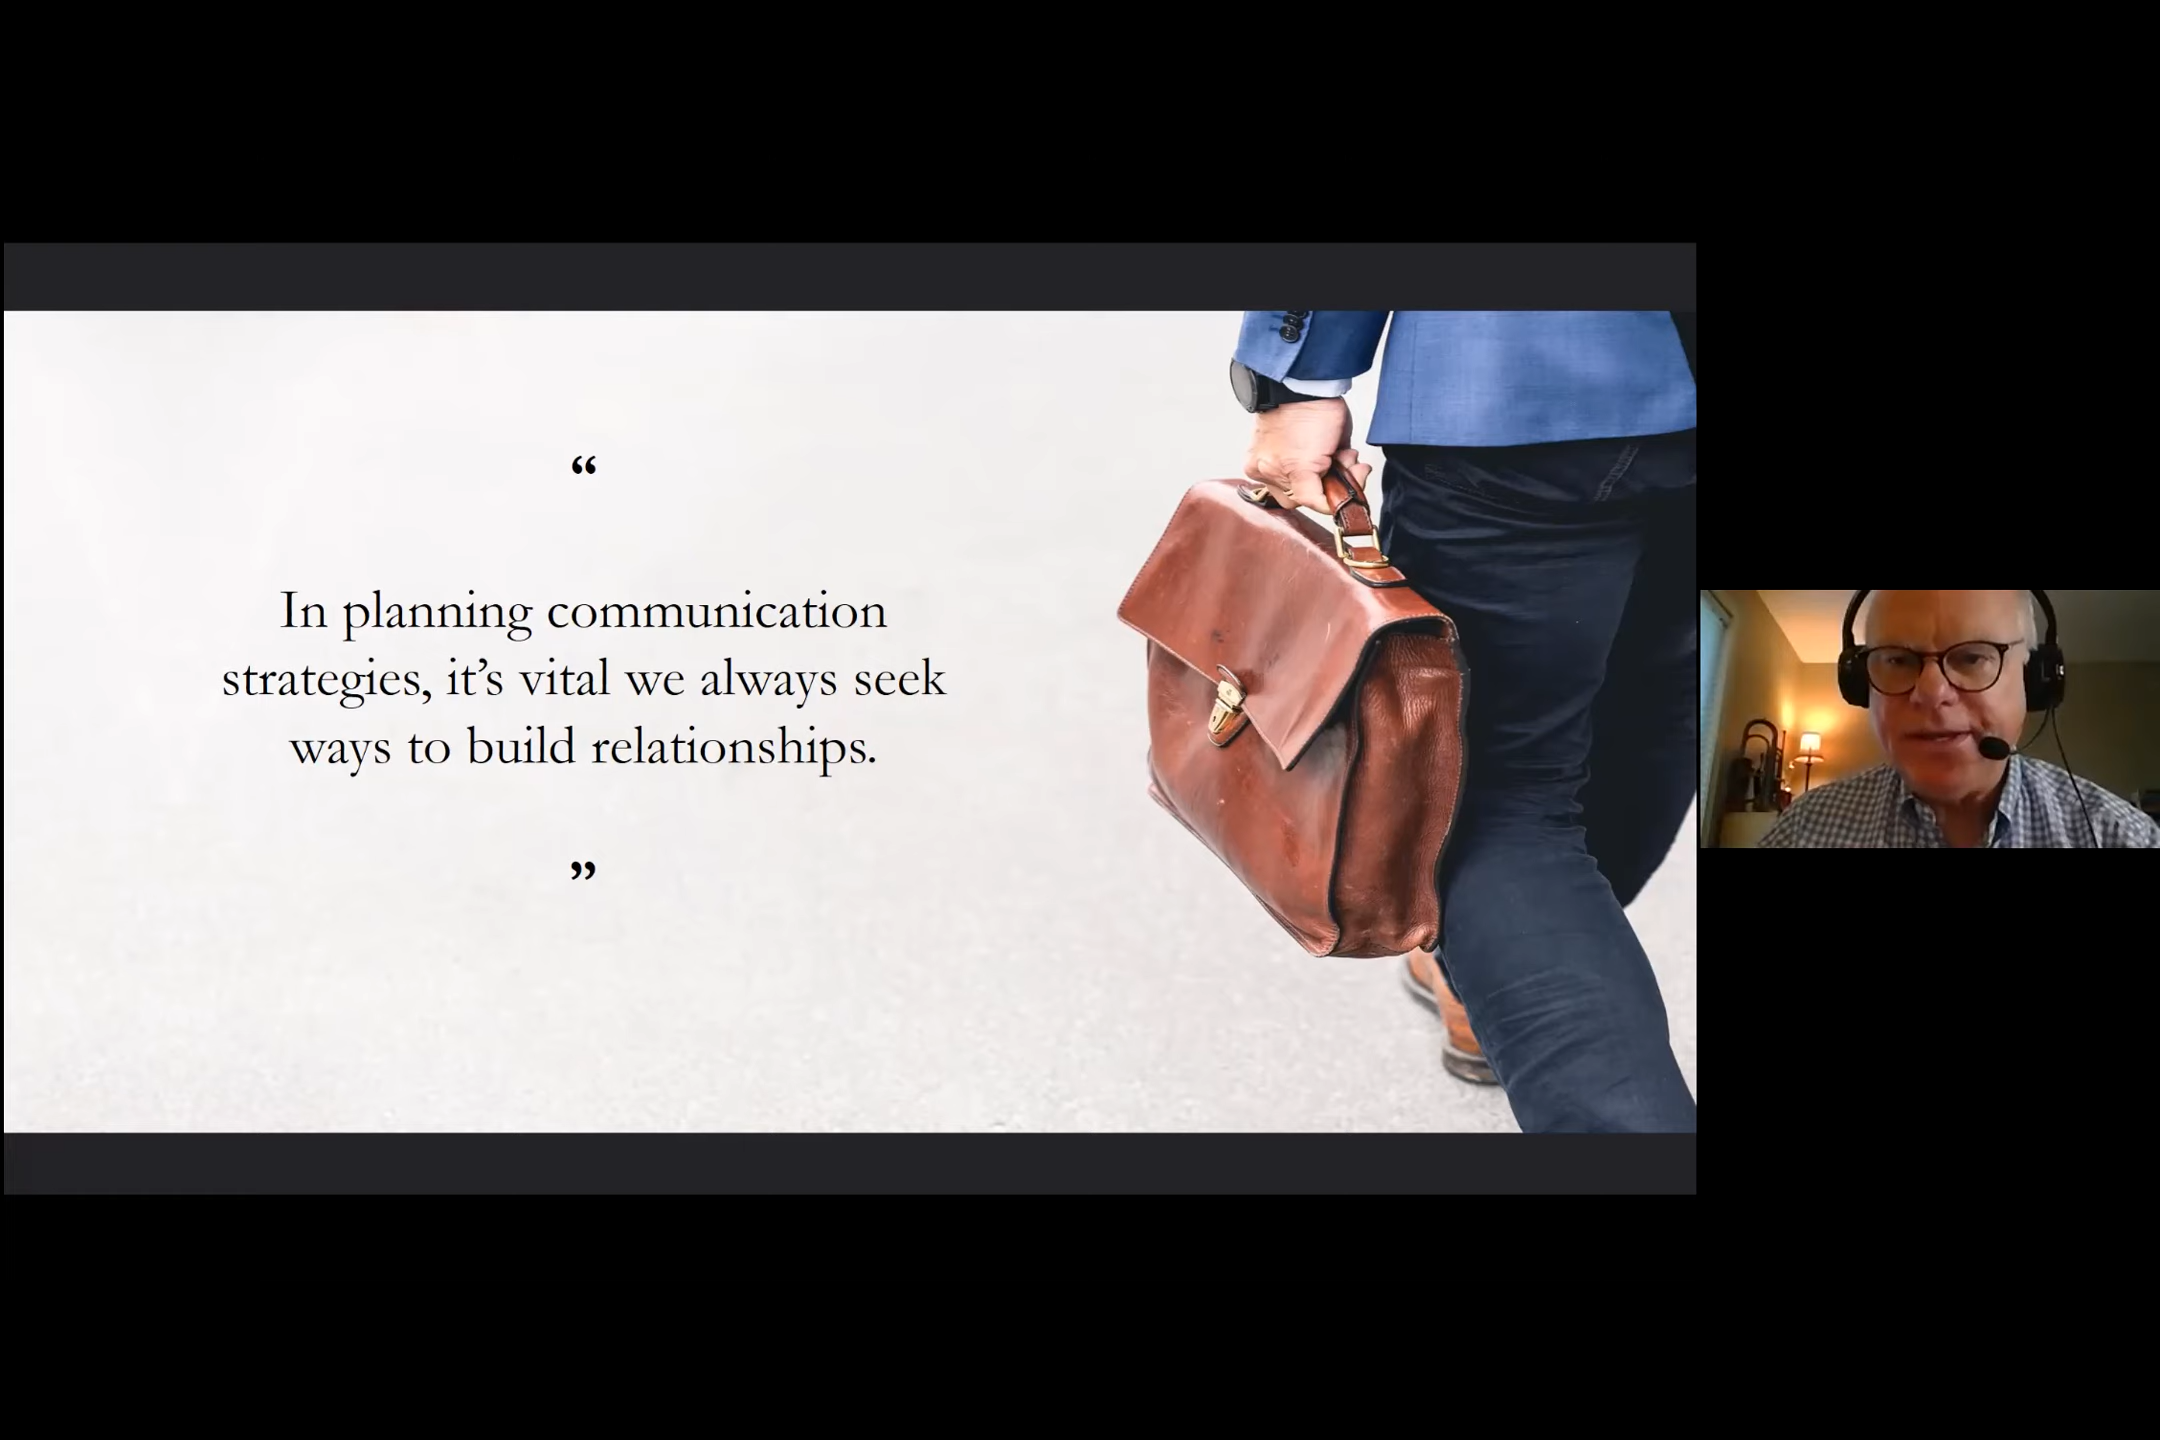 “
In planning communication
strategies, it’s vital we always seek
ways to build relationships.
”